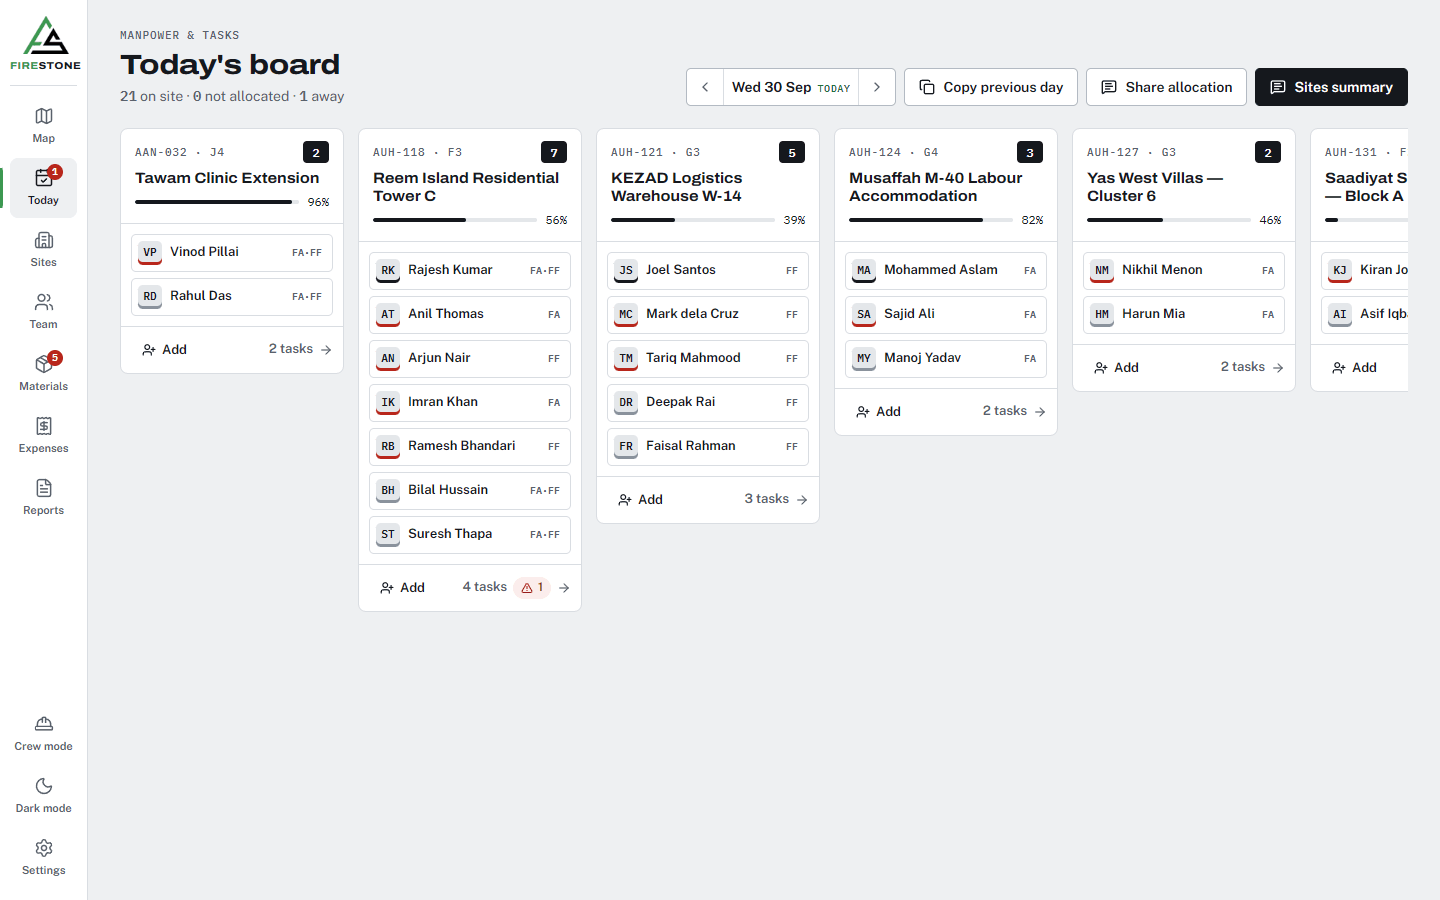 FIRESTONE
Map
1
Today
Sites
Team
5
Materials
Expenses
Reports
Crew mode
Dark mode
Settings
MANPOWER & TASKS
Today's board
21 on site · 0 not allocated · 1 away
Wed 30 Sep TODAY
Copy previous day
Share allocation
Sites summary
AAN-032 · J4 2
Tawam Clinic Extension
96%
VP Vinod Pillai FA·FF
RD Rahul Das FA·FF
Add 2 tasks
AUH-118 · F3 7
Reem Island Residential
Tower C
56%
RK Rajesh Kumar FA·FF
AT Anil Thomas FA
AN Arjun Nair FF
IK Imran Khan FA
RB Ramesh Bhandari FF
BH Bilal Hussain FA·FF
ST Suresh Thapa FA·FF
Add 4 tasks 1
AUH-121 · G3 5
KEZAD Logistics
Warehouse W-14
39%
JS Joel Santos FF
MC Mark dela Cruz FF
TM Tariq Mahmood FF
DR Deepak Rai FF
FR Faisal Rahman FF
Add 3 tasks
AUH-124 · G4 3
Musaffah M-40 Labour
Accommodation
82%
MA Mohammed Aslam FA
SA Sajid Ali FA
MY Manoj Yadav FA
Add 2 tasks
AUH-127 · G3 2
Yas West Villas —
Cluster 6
46%
NM Nikhil Menon FA
HM Harun Mia FA
Add 2 tasks
AUH-131 · F
Saadiyat S
— Block A
KJ Kiran Jo
AI Asif Iqb
Add